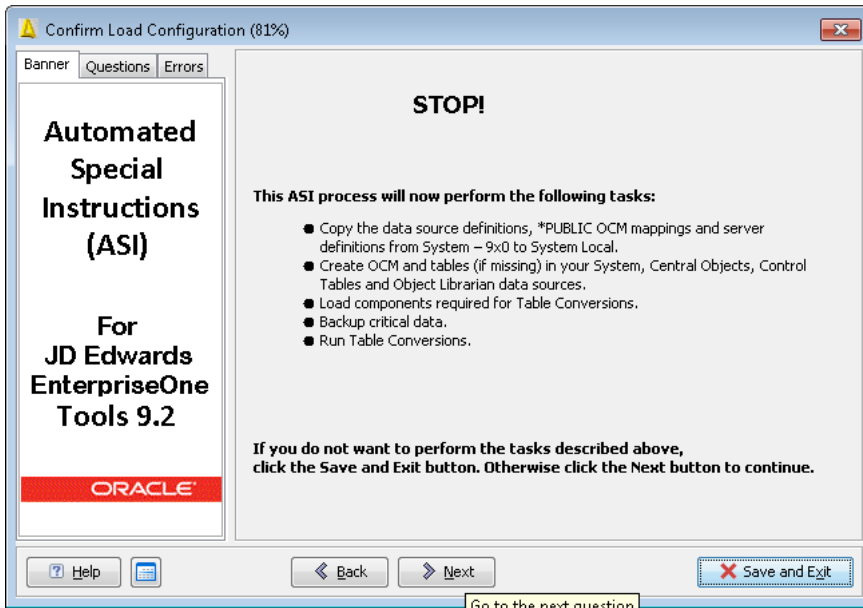 Confirm Load Configuration (81%)
Banner Questions Errors
Automated
Special
Instructions
(ASI)
For
JD Edwards
EnterpriseOne
Tools 9.2
ORACLE
STOP!
This ASI process will now perform the following tasks:
● Copy the data source definitions, *PUBLIC OCM mappings and server
definitions from System – 9x0 to System Local.
● Create OCM and tables (if missing) in your System, Central Objects, Control
Tables and Object Librarian data sources.
● Load components required for Table Conversions.
● Backup critical data.
● Run Table Conversions.
If you do not want to perform the tasks described above,
click the Save and Exit button. Otherwise click the Next button to continue.
Help Back Next Save and Exit
Go to the next question